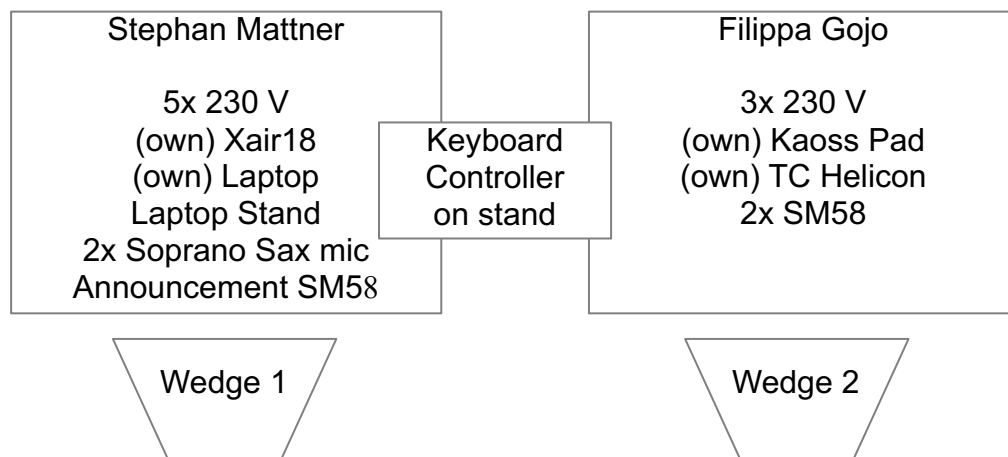 Stephan Mattner
5x 230 V
(own) Xair18
(own) Laptop
Laptop Stand
2x Soprano Sax mic
Announcement SM58
Keyboard
Controller
on stand
Filippa Gojo
3x 230 V
(own) Kaoss Pad
(own) TC Helicon
2x SM58
Wedge 1
Wedge 2